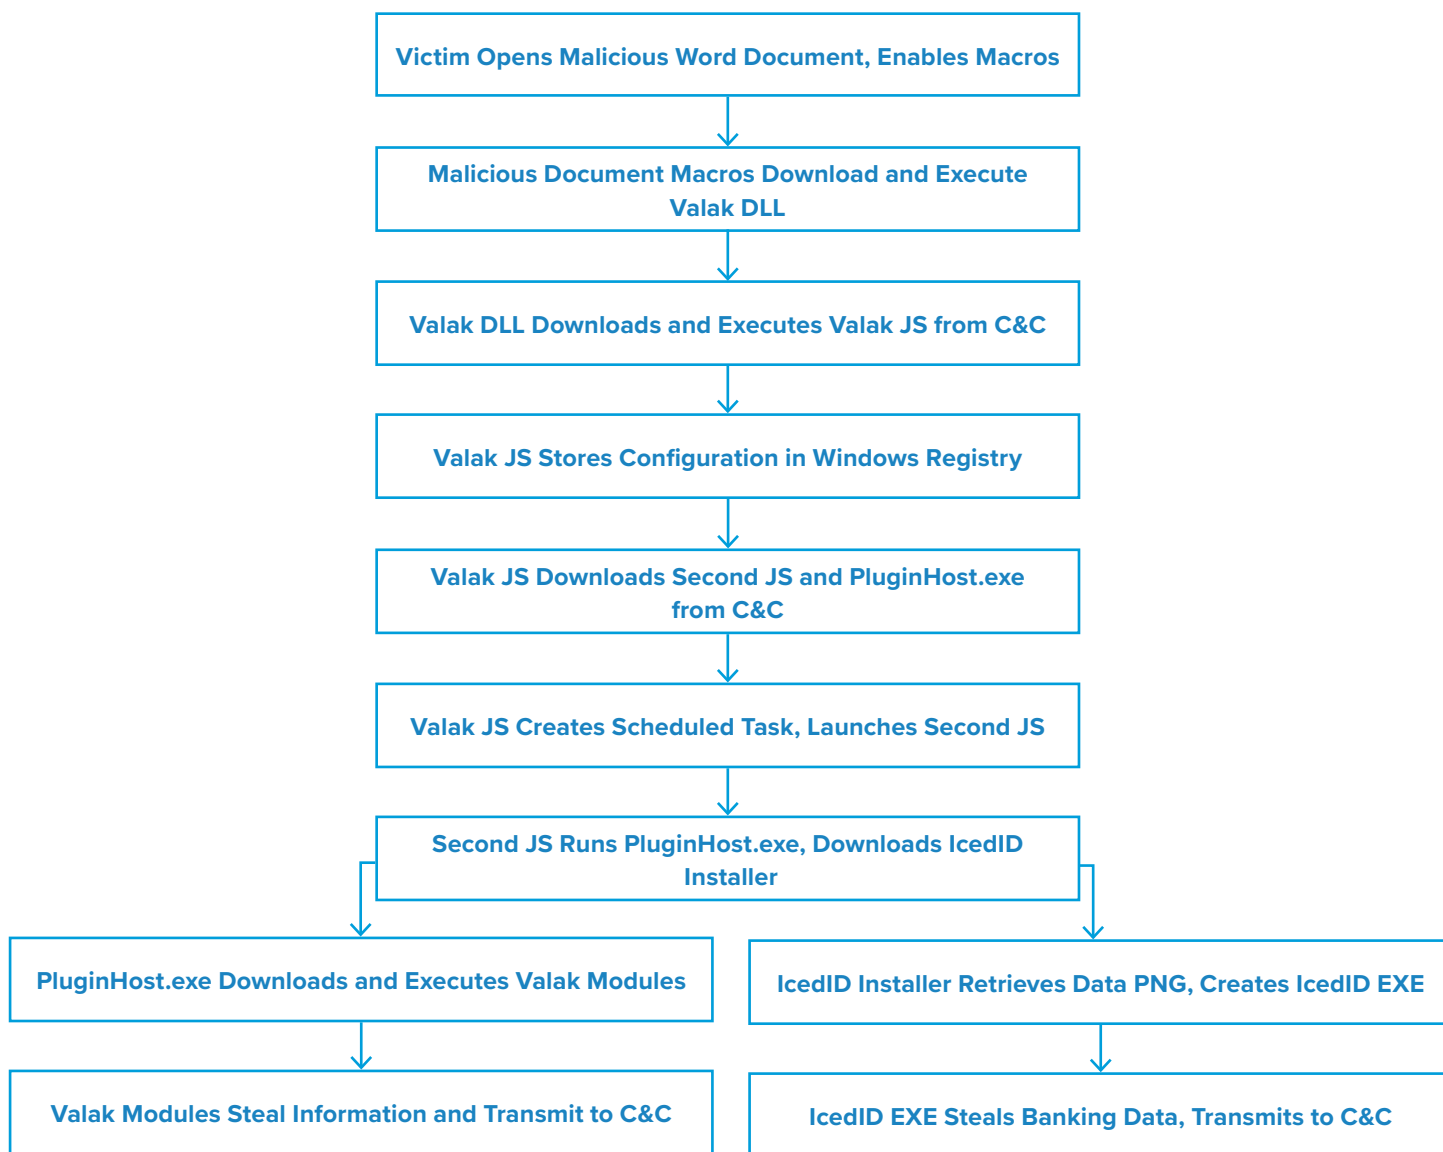 Victim Opens Malicious Word Document, Enables Macros
Malicious Document Macros Download and Execute
Valak DLL
Valak DLL Downloads and Executes Valak JS from C&C
Valak JS Stores Configuration in Windows Registry
Valak JS Downloads Second JS and PluginHost.exe
from C&C
Valak JS Creates Scheduled Task, Launches Second JS
Second JS Runs PluginHost.exe, Downloads IcedID
Installer
PluginHost.exe Downloads and Executes Valak Modules
IcedID Installer Retrieves Data PNG, Creates IcedID EXE
Valak Modules Steal Information and Transmit to C&C
IcedID EXE Steals Banking Data, Transmits to C&C